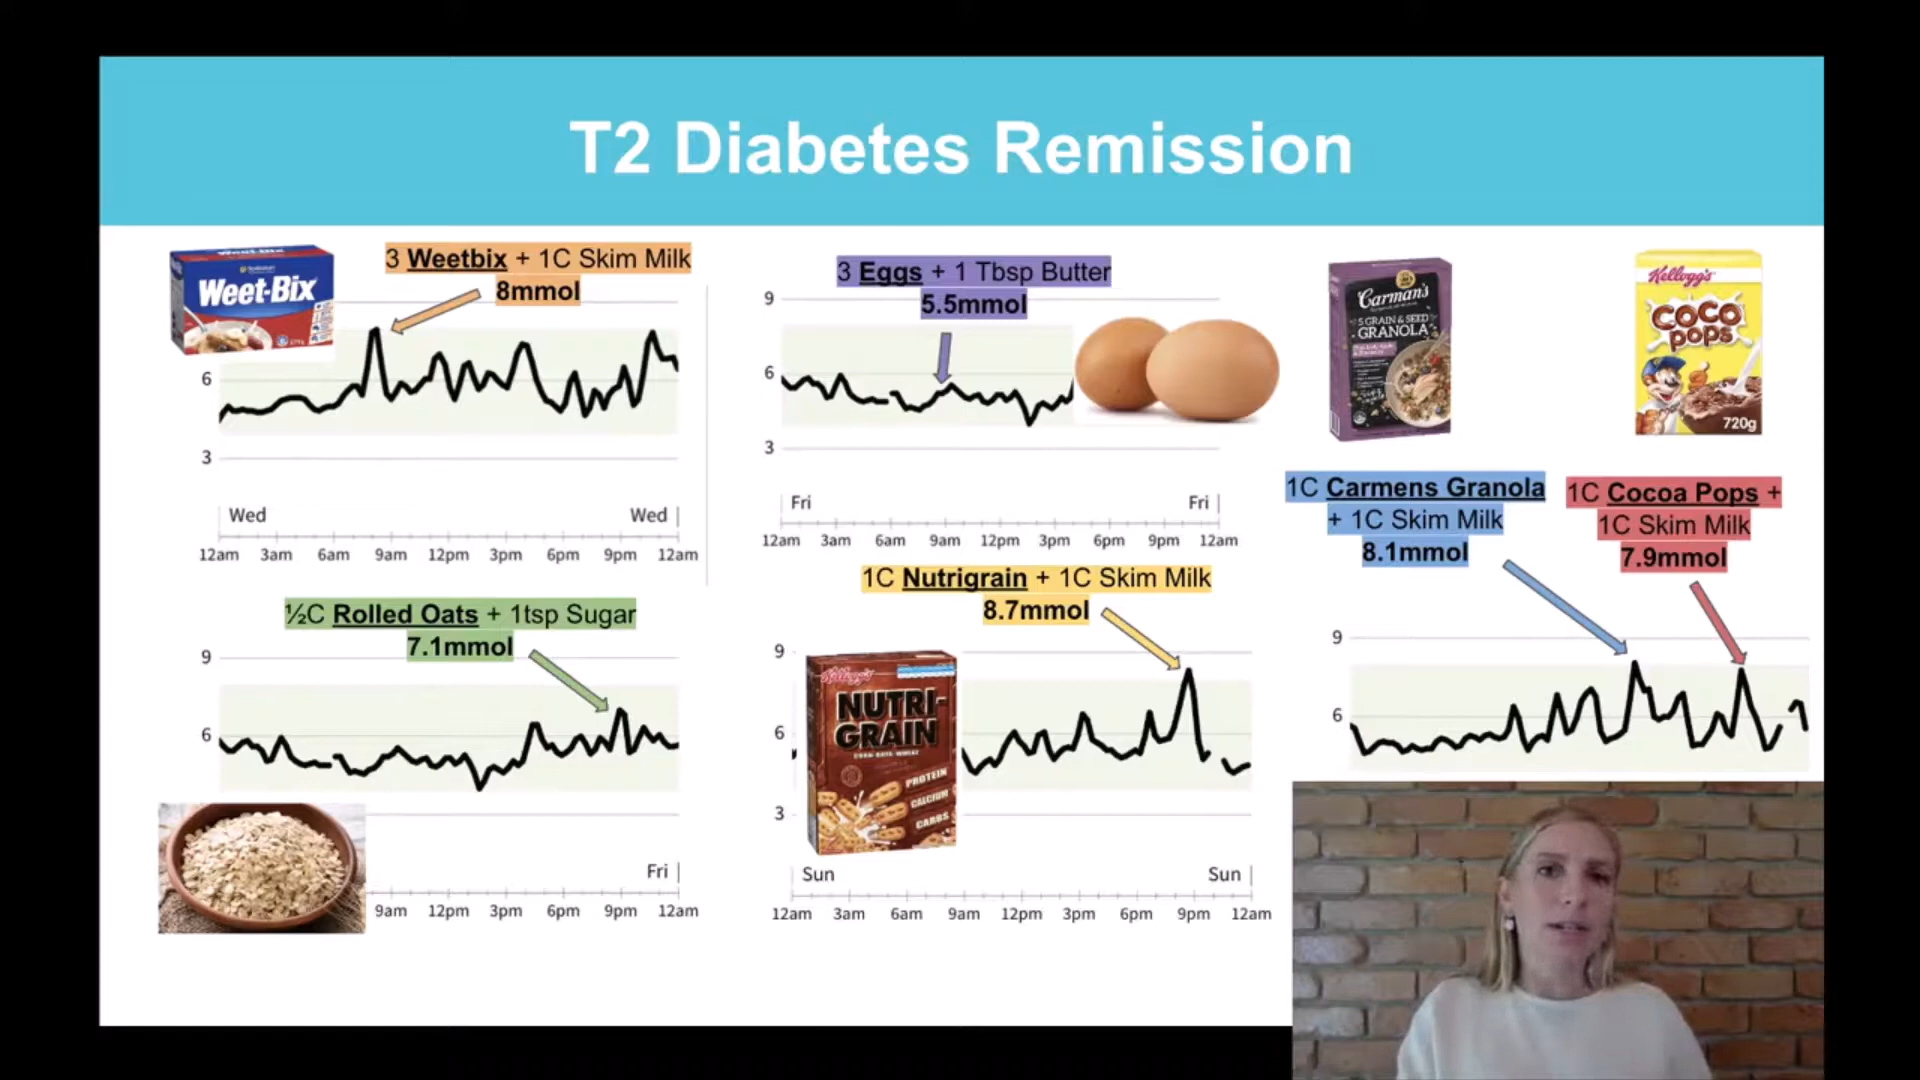 T2 Diabetes Remission
Weet-Bix
3 Weetbix + 1C Skim Milk
8mmol
6
3
Wed
Wed
12am 3am 6am 9am 12pm 3pm 6pm 9pm 12am
3 Eggs + 1 Tbsp Butter
5.5mmol
9
6
3
Fri
Fri
12am 3am 6am 9am 12pm 3pm 6pm 9pm 12am
Carman's
5 GRAIN & SEED
GRANOLA
Kellogg's
COCO
pops
720g
1C Carmens Granola
+ 1C Skim Milk
8.1mmol
1C Cocoa Pops +
1C Skim Milk
7.9mmol
9
6
½C Rolled Oats + 1tsp Sugar
7.1mmol
9
6
Fri
9am 12pm 3pm 6pm 9pm 12am
1C Nutrigrain + 1C Skim Milk
8.7mmol
9
6
3
Kellogg's
NUTRI-
GRAIN
CORN·OATS·WHEAT
PROTEIN
CALCIUM
CARBS
Sun
Sun
12am 3am 6am 9am 12pm 3pm 6pm 9pm 12am